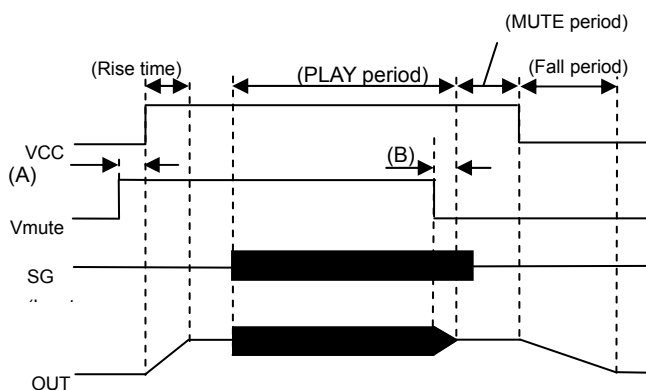 (MUTE period)
(Rise time)
(PLAY period)
(Fall period)
VCC
(A)
(B)
Vmute
SG
OUT